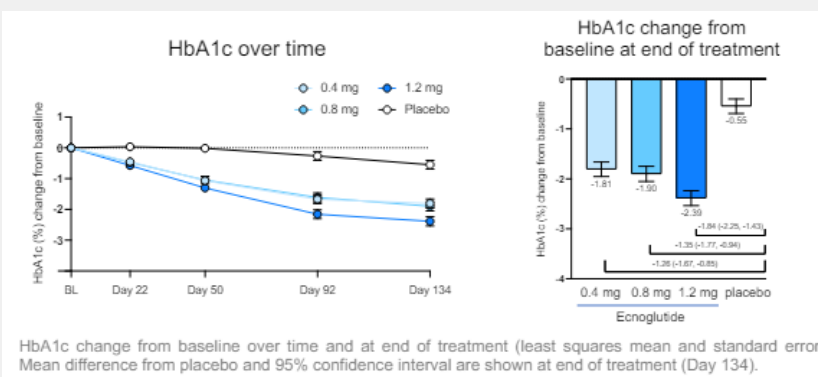 HbA1c over time
0.4 mg
1.2 mg
0.8 mg
Placebo
HbA1c (%) change from baseline
1
0
-1
-2
-3
BL
Day 22
Day 50
Day 92
Day 134
HbA1c change from
baseline at end of treatment
HbA1c (%) change from baseline
0
-1
-2
-3
-4
-1.81
-1.90
-2.39
-0.55
-1.84 (-2.25, -1.43)
-1.35 (-1.77, -0.94)
-1.26 (-1.67, -0.85)
0.4 mg 0.8 mg 1.2 mg placebo
Ecnoglutide
HbA1c change from baseline over time and at end of treatment (least squares mean and standard error
Mean difference from placebo and 95% confidence interval are shown at end of treatment (Day 134).